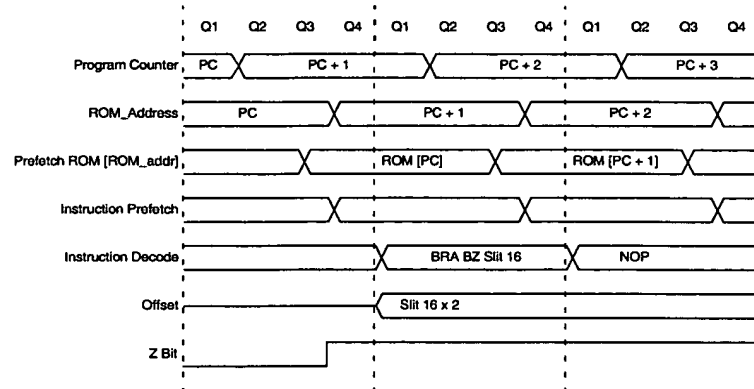 Q1 Q2 Q3 Q4 Q1 Q2 Q3 Q4 Q1 Q2 Q3 Q4
Program Counter PC PC + 1 PC + 2 PC + 3
ROM_Address PC PC + 1 PC + 2
Prefetch ROM [ROM_addr] ROM [PC] ROM [PC + 1]
Instruction Prefetch
Instruction Decode BRA BZ Slit 16 NOP
Offset Slit 16 x 2
Z Bit